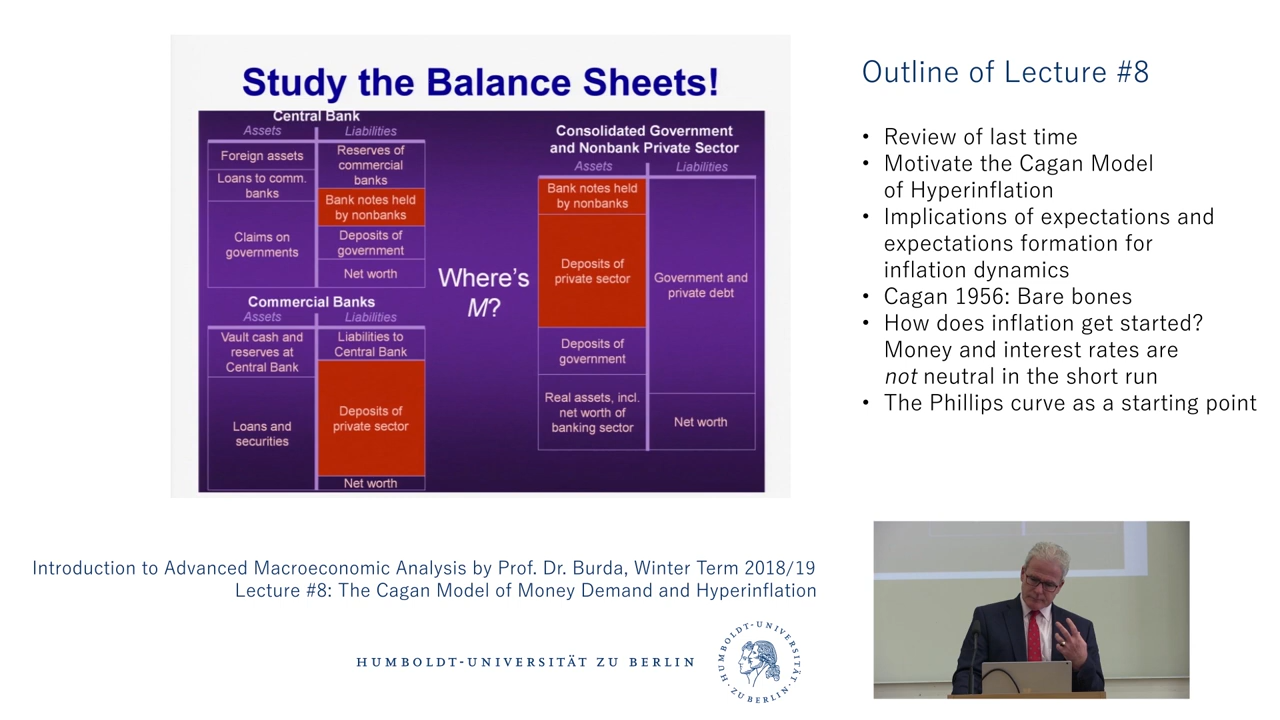 Study the Balance Sheets!
Central Bank
Assets
Liabilities
Foreign assets
Loans to comm.
banks
Claims on
governments
Reserves of
commercial
banks
Bank notes held
by nonbanks
Deposits of
government
Net worth
Commercial Banks
Assets
Liabilities
Vault cash and
reserves at
Central Bank
Loans and
securities
Liabilities to
Central Bank
Deposits of
private sector
Net worth
Where's
M?
Consolidated Government
and Nonbank Private Sector
Assets
Liabilities
Bank notes held
by nonbanks
Deposits of
private sector
Deposits of
government
Real assets, incl.
net worth of
banking sector
Government and
private debt
Net worth
Outline of Lecture #8
• Review of last time
• Motivate the Cagan Model
of Hyperinflation
• Implications of expectations and
expectations formation for
inflation dynamics
• Cagan 1956: Bare bones
• How does inflation get started?
Money and interest rates are
not neutral in the short run
• The Phillips curve as a starting point
Introduction to Advanced Macroeconomic Analysis by Prof. Dr. Burda, Winter Term 2018/19
Lecture #8: The Cagan Model of Money Demand and Hyperinflation
HUMBOLDT-UNIVERSITÄT ZU BERLIN
HUMBOLDT-UNIVERSITÄT
ZU BERLIN